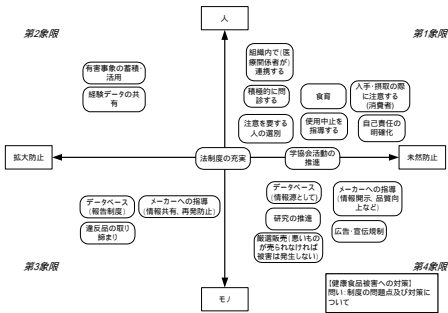 人
第2象限
第1象限
有害事象の蓄積・
活用
経験データの共
有
組織内で(医
療関係者が)
連携する
積極的に問
診する
食育
入手・摂取の際
に注意する
(消費者)
注意を要する
人の選別
使用中止を
指導する
自己責任の
明確化
拡大防止
法制度の充実
学協会活動の
推進
未然防止
データベース
(報告制度)
メーカーへの指導
(情報共有、再発防止)
違反品の取り
締まり
データベース
(情報源として)
メーカーへの指導
(情報開示、品質向
上など)
研究の推進
広告・宣伝規制
厳選販売(悪いもの
が売られなければ
被害は発生しない)
第3象限
第4象限
モノ
[健康食品被害への対策]
問い:制度の問題点及び対策に
ついて